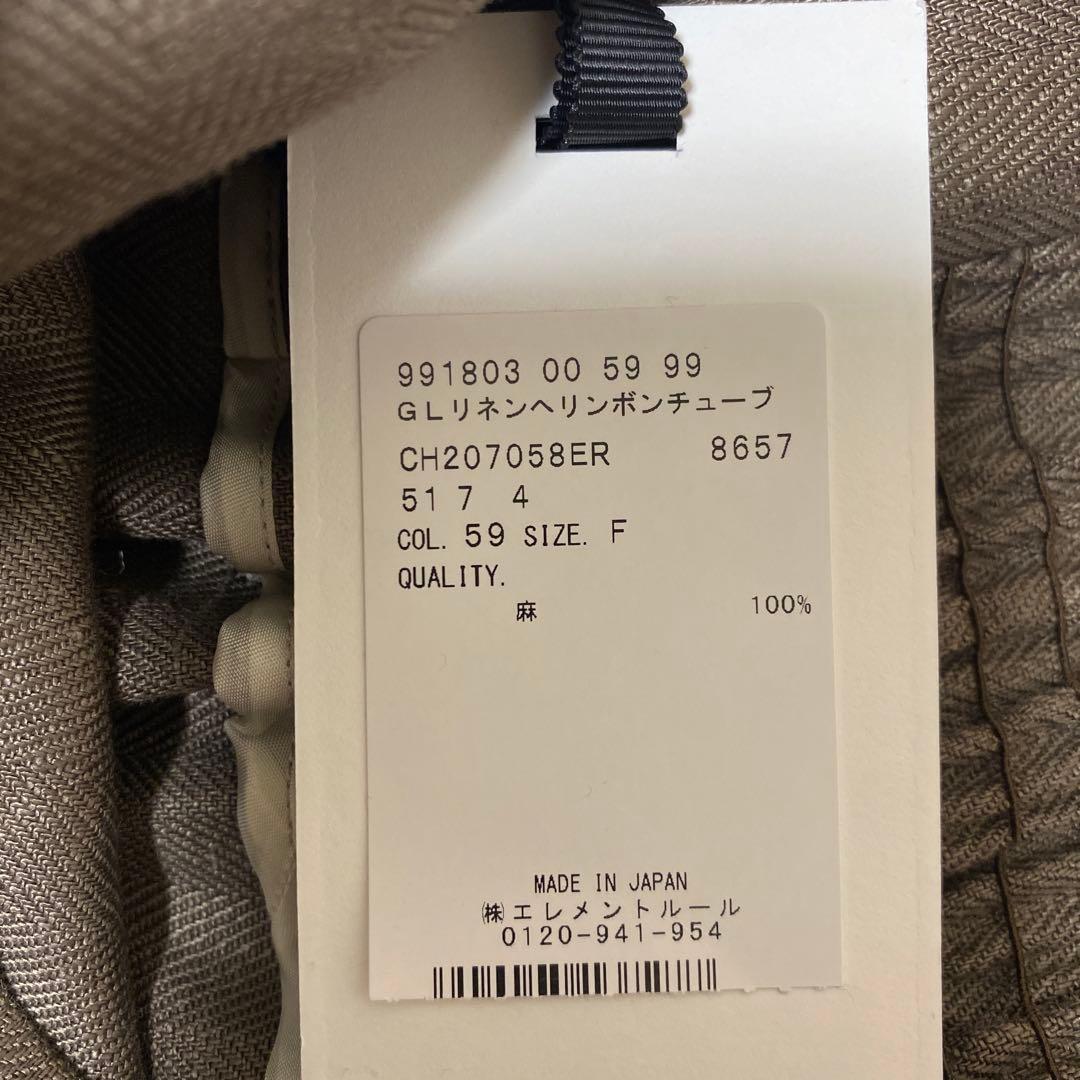 991803 00 59 99
GLリネンヘリンボンチューブ
CH207058ER 8657
51 7 4
COL. 59 SIZE. F
QUALITY.
麻 100%
MADE IN JAPAN
㈱エレメントルール
0120-941-954